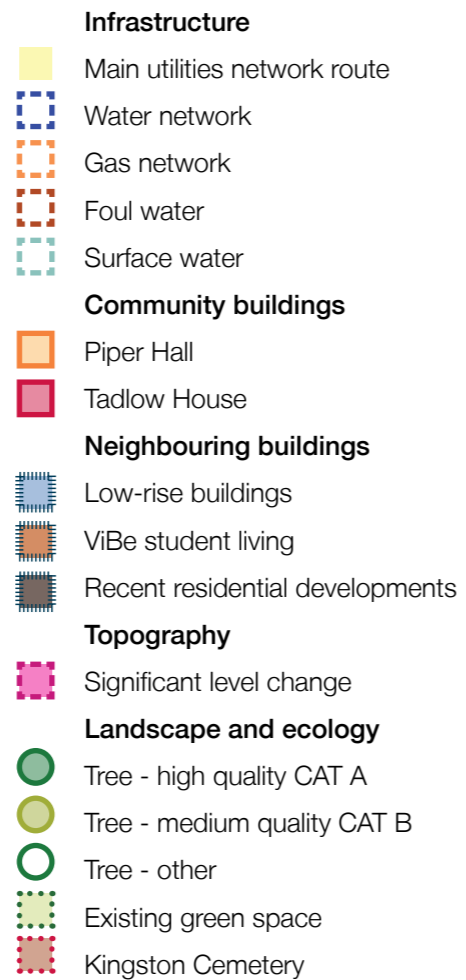 Infrastructure
Main utilities network route
Water network
Gas network
Foul water
Surface water
Community buildings
Piper Hall
Tadlow House
Neighbouring buildings
Low-rise buildings
ViBe student living
Recent residential developments
Topography
Significant level change
Landscape and ecology
Tree - high quality CAT A
Tree - medium quality CAT B
Tree - other
Existing green space
Kingston Cemetery